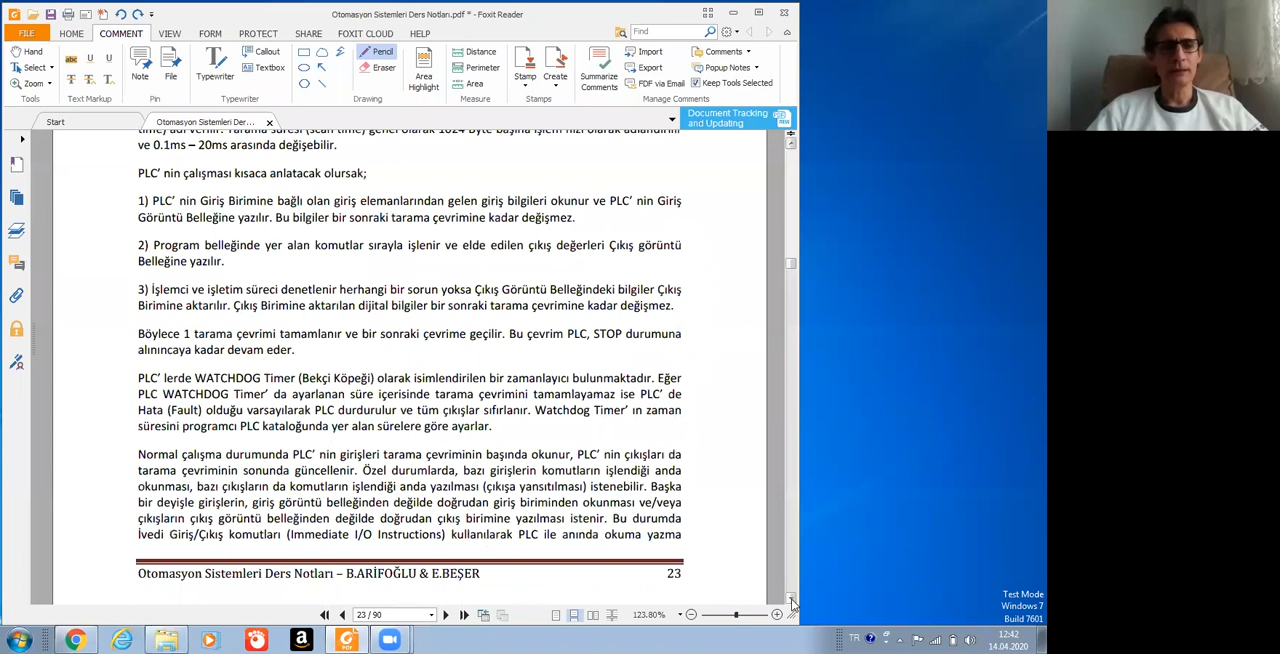 Otomasyon Sistemleri Ders Notları.pdf * - Foxit Reader
FILE HOME COMMENT VIEW FORM PROTECT SHARE FOXIT CLOUD HELP Find
Hand Callout Pencil Distance Import Comments
Select Textbox Eraser Perimeter Export Popup Notes
Zoom Note File Typewriter Area Highlight Area Stamp Create Summarize Comments FDF via Email Keep Tools Selected
Tools Text Markup Pin Typewriter Drawing Measure Stamps Manage Comments
Start Otomasyon Sistemleri Der... Document Tracking and Updating
time) adı verilir. Tarama süresi (scan time) genel olarak 1024 Byte başına işlem hızı olarak adlandırılır
ve 0.1ms – 20ms arasında değişebilir.
PLC’ nin çalışması kısaca anlatacak olursak;
1) PLC’ nin Giriş Birimine bağlı olan giriş elemanlarından gelen giriş bilgileri okunur ve PLC’ nin Giriş
Görüntü Belleğine yazılır. Bu bilgiler bir sonraki tarama çevrimine kadar değişmez.
2) Program belleğinde yer alan komutlar sırayla işlenir ve elde edilen çıkış değerleri Çıkış görüntü
Belleğine yazılır.
3) İşlemci ve işletim süreci denetlenir herhangi bir sorun yoksa Çıkış Görüntü Belleğindeki bilgiler Çıkış
Birimine aktarılır. Çıkış Birimine aktarılan dijital bilgiler bir sonraki tarama çevrimine kadar değişmez.
Böylece 1 tarama çevrimi tamamlanır ve bir sonraki çevrime geçilir. Bu çevrim PLC, STOP durumuna
alınıncaya kadar devam eder.
PLC’ lerde WATCHDOG Timer (Bekçi Köpeği) olarak isimlendirilen bir zamanlayıcı bulunmaktadır. Eğer
PLC WATCHDOG Timer’ da ayarlanan süre içerisinde tarama çevrimini tamamlayamaz ise PLC’ de
Hata (Fault) olduğu varsayılarak PLC durdurulur ve tüm çıkışlar sıfırlanır. Watchdog Timer’ ın zaman
süresini programcı PLC kataloğunda yer alan sürelere göre ayarlar.
Normal çalışma durumunda PLC’ nin girişleri tarama çevriminin başında okunur, PLC’ nin çıkışları da
tarama çevriminin sonunda güncellenir. Özel durumlarda, bazı girişlerin komutların işlendiği anda
okunması, bazı çıkışların da komutların işlendiği anda yazılması (çıkışa yansıtılması) istenebilir. Başka
bir deyişle girişlerin, giriş görüntü belleğinden değilde doğrudan giriş biriminden okunması ve/veya
çıkışların çıkış görüntü belleğinden değilde doğrudan çıkış birimine yazılması istenir. Bu durumda
İvedi Giriş/Çıkış komutları (Immediate I/O Instructions) kullanılarak PLC ile anında okuma yazma
Otomasyon Sistemleri Ders Notları – B.ARİFOĞLU & E.BEŞER 23
23 / 90 123.80%
Test Mode
Windows 7
Build 7601
TR 12:42
14.04.2020